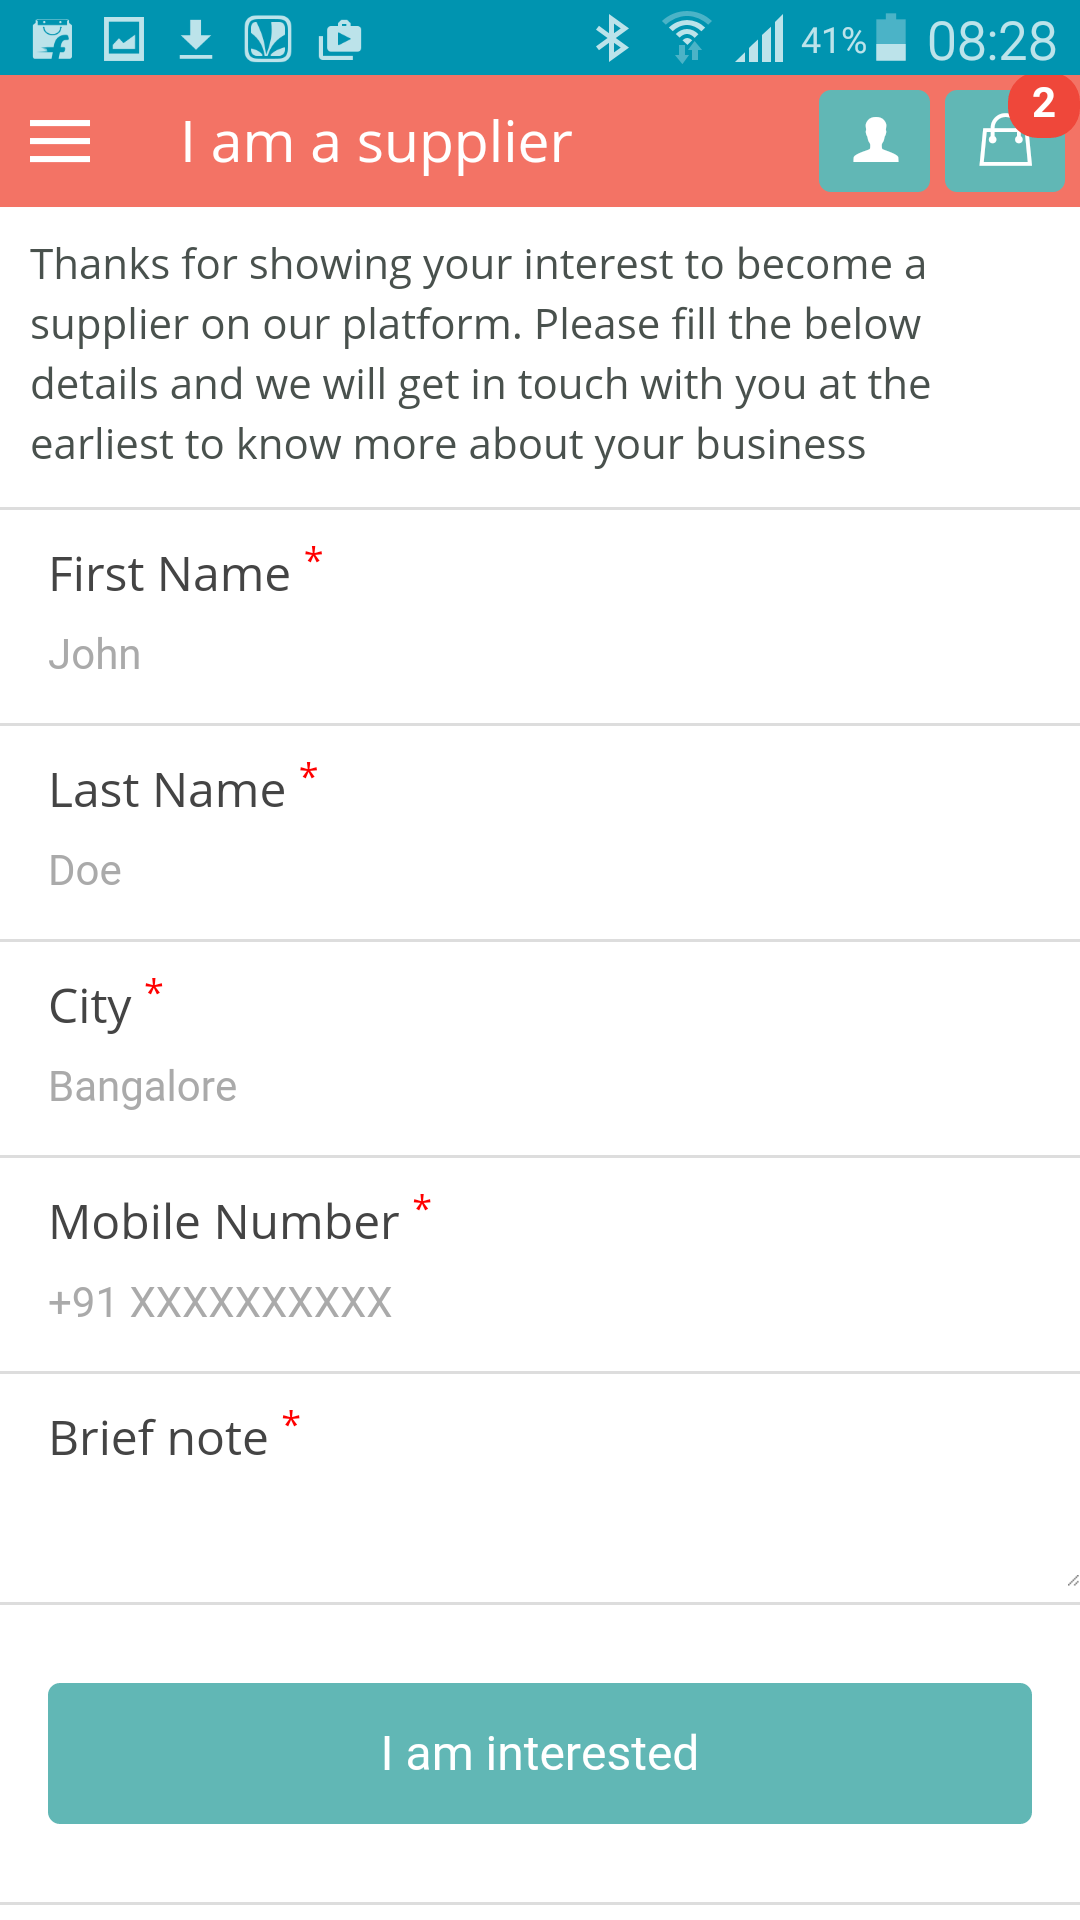 41% 08:28
I am a supplier
2
Thanks for showing your interest to become a
supplier on our platform. Please fill the below
details and we will get in touch with you at the
earliest to know more about your business
First Name *
John
Last Name *
Doe
City *
Bangalore
Mobile Number *
+91 XXXXXXXXXX
Brief note *
I am interested